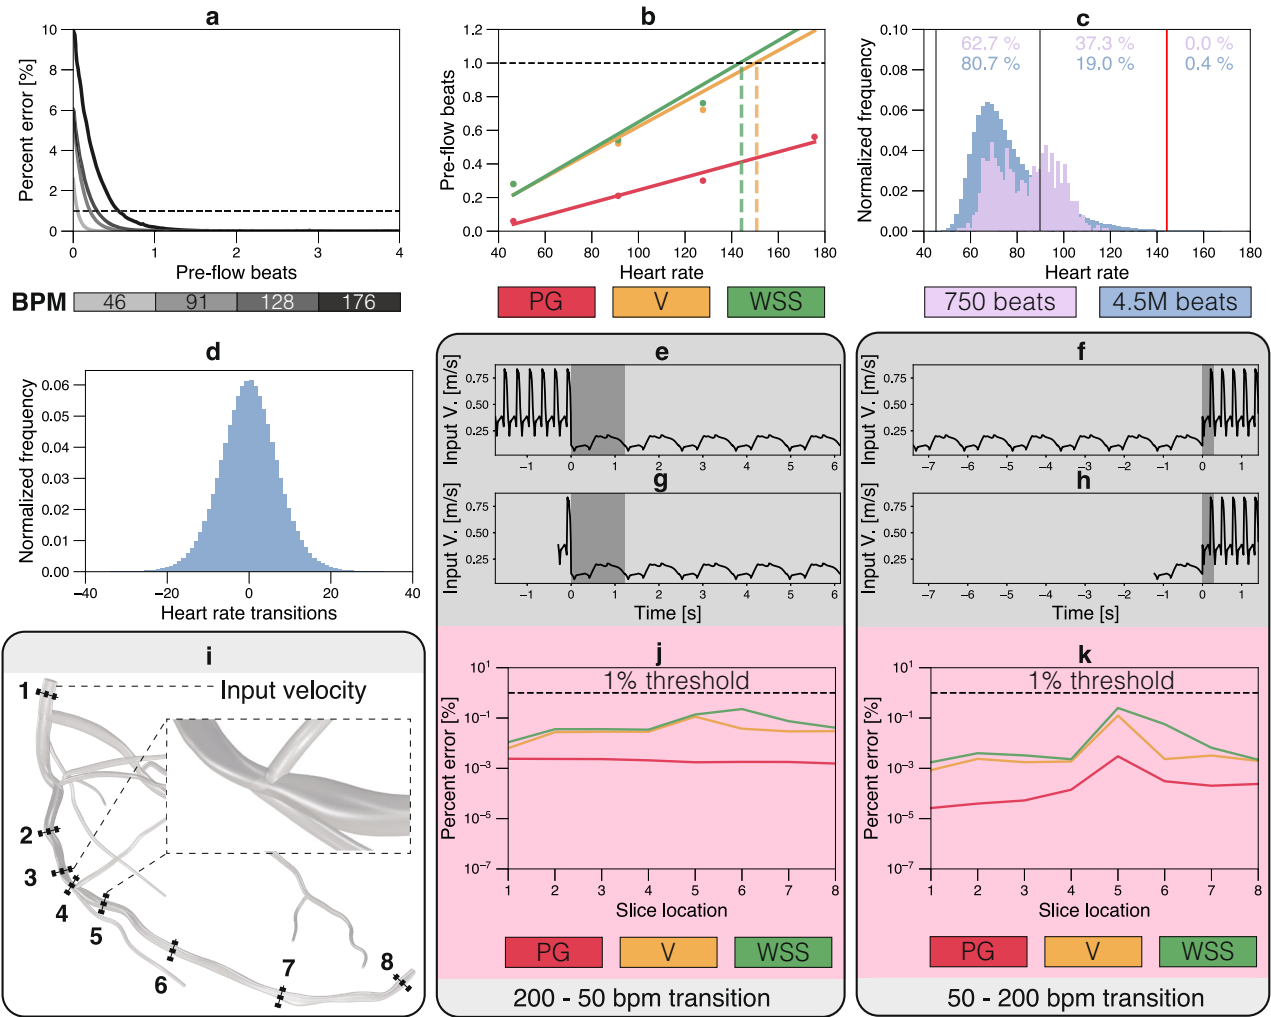 a
Percent error [%]
10
8
6
4
2
0
0 1 2 3 4
Pre-flow beats
BPM 46 91 128 176
b
Pre-flow beats
1.2
1.0
0.8
0.6
0.4
0.2
0.0
40 60 80 100 120 140 160 180
Heart rate
PG V WSS
c
Normalized frequency
0.10
0.08
0.06
0.04
0.02
0.00
62.7 % 37.3 % 0.0 %
80.7 % 19.0 % 0.4 %
40 60 80 100 120 140 160 180
Heart rate
750 beats 4.5M beats
d
Normalized frequency
0.06
0.05
0.04
0.03
0.02
0.01
0.00
−40 −20 0 20 40
Heart rate transitions
e
Input V. [m/s]
0.75
0.50
0.25
−1 0 1 2 3 4 5 6
g
Input V. [m/s]
0.75
0.50
0.25
−1 0 1 2 3 4 5 6
Time [s]
f
Input V. [m/s]
0.75
0.50
0.25
−7 −6 −5 −4 −3 −2 −1 0 1
h
Input V. [m/s]
0.75
0.50
0.25
−7 −6 −5 −4 −3 −2 −1 0 1
Time [s]
i
1
Input velocity
2
3
4
5
6
7
8
j
Percent error [%]
10¹
10⁻¹
10⁻³
10⁻⁵
10⁻⁷
1% threshold
1 2 3 4 5 6 7 8
Slice location
PG V WSS
200 - 50 bpm transition
k
Percent error [%]
10¹
10⁻¹
10⁻³
10⁻⁵
10⁻⁷
1% threshold
1 2 3 4 5 6 7 8
Slice location
PG V WSS
50 - 200 bpm transition